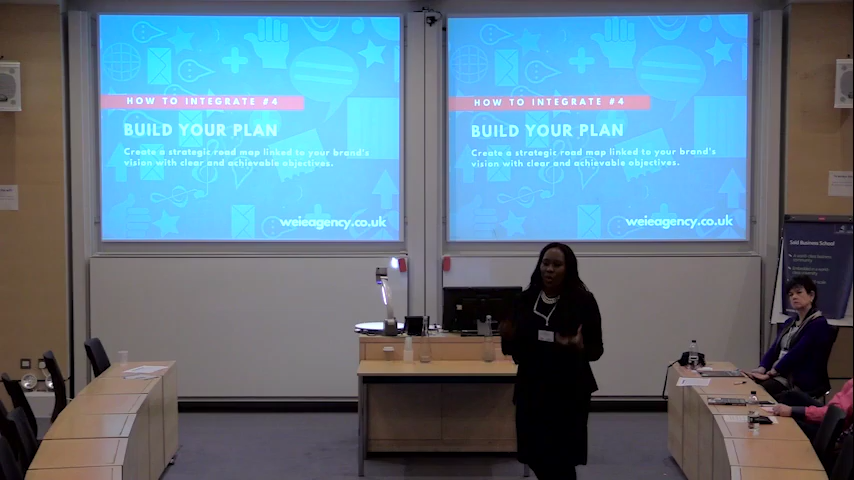 HOW TO INTEGRATE #4
BUILD YOUR PLAN
Create a strategic road map linked to your brand's
vision with clear and achievable objectives.
weieagency.co.uk
HOW TO INTEGRATE #4
BUILD YOUR PLAN
Create a strategic road map linked to your brand's
vision with clear and achievable objectives.
weieagency.co.uk
Saïd Business School